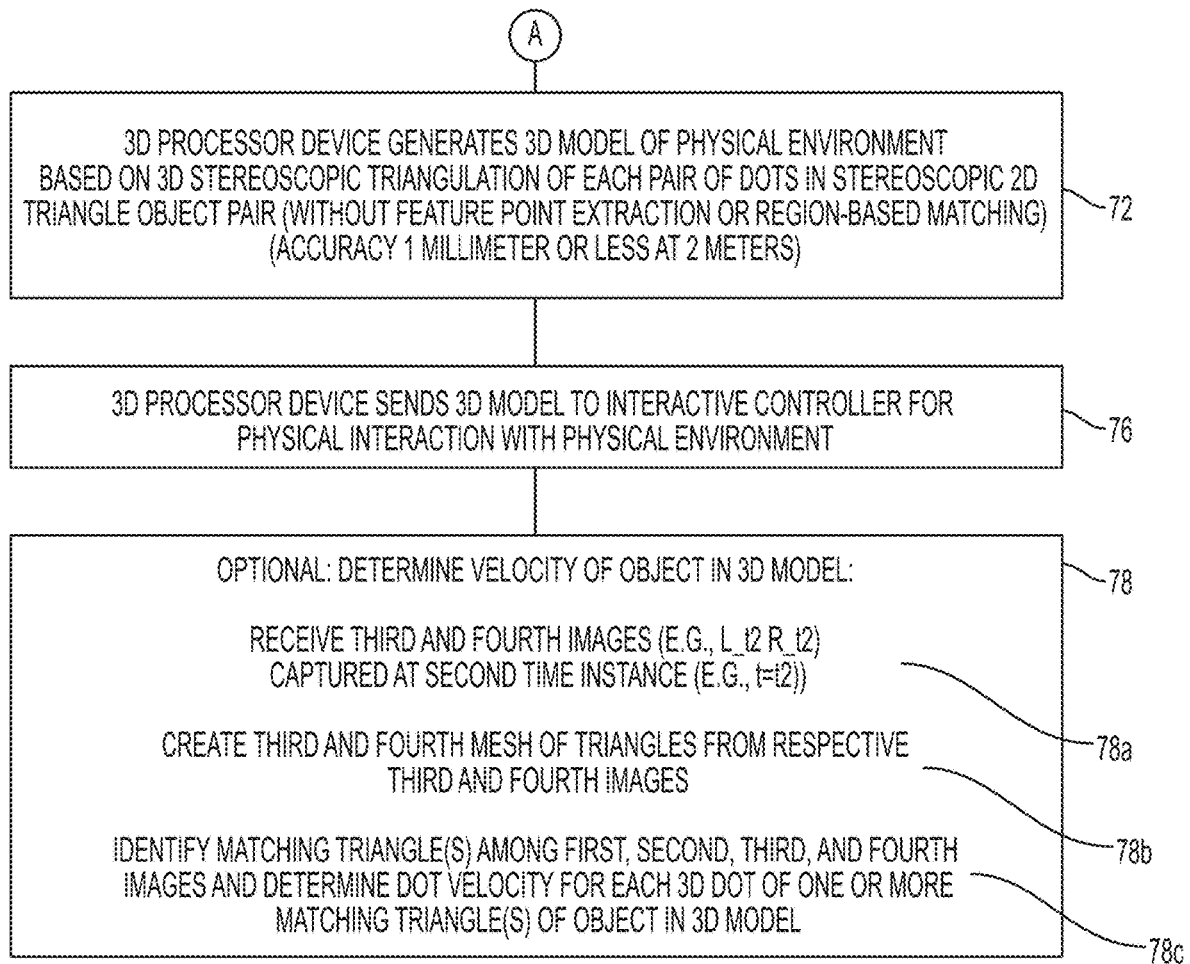 A
3D PROCESSOR DEVICE GENERATES 3D MODEL OF PHYSICAL ENVIRONMENT
BASED ON 3D STEREOSCOPIC TRIANGULATION OF EACH PAIR OF DOTS IN STEREOSCOPIC 2D
TRIANGLE OBJECT PAIR (WITHOUT FEATURE POINT EXTRACTION OR REGION-BASED MATCHING)
(ACCURACY 1 MILLIMETER OR LESS AT 2 METERS)
72
3D PROCESSOR DEVICE SENDS 3D MODEL TO INTERACTIVE CONTROLLER FOR
PHYSICAL INTERACTION WITH PHYSICAL ENVIRONMENT
76
OPTIONAL: DETERMINE VELOCITY OF OBJECT IN 3D MODEL:
78
RECEIVE THIRD AND FOURTH IMAGES (E.G., L_t2 R_t2)
CAPTURED AT SECOND TIME INSTANCE (E.G., t=t2))
78a
CREATE THIRD AND FOURTH MESH OF TRIANGLES FROM RESPECTIVE
THIRD AND FOURTH IMAGES
78b
IDENTIFY MATCHING TRIANGLE(S) AMONG FIRST, SECOND, THIRD, AND FOURTH
IMAGES AND DETERMINE DOT VELOCITY FOR EACH 3D DOT OF ONE OR MORE
MATCHING TRIANGLE(S) OF OBJECT IN 3D MODEL
78c